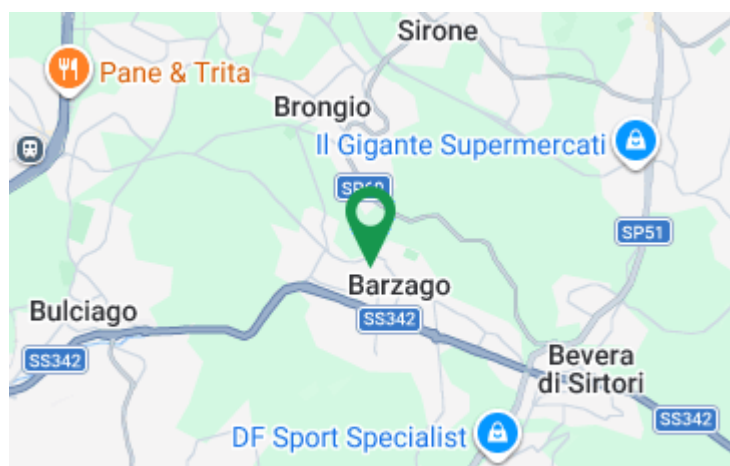 Sirone
Pane & Trita
Brongio
Il Gigante Supermercati
SP51
Barzago
Bulciago
SS342
SS342
Bevera
di Sirtori
SS342
DF Sport Specialist